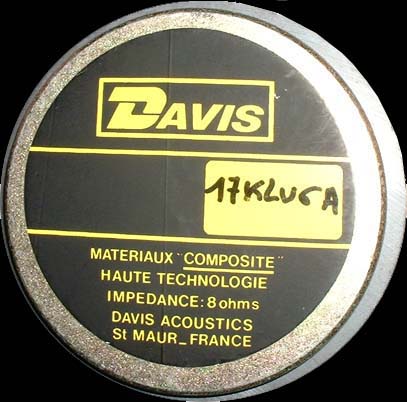 DAVIS
17KLV6A
MATERIAUX "COMPOSITE"
HAUTE TECHNOLOGIE
IMPEDANCE: 8 ohms
DAVIS ACOUSTICS
St MAUR_FRANCE